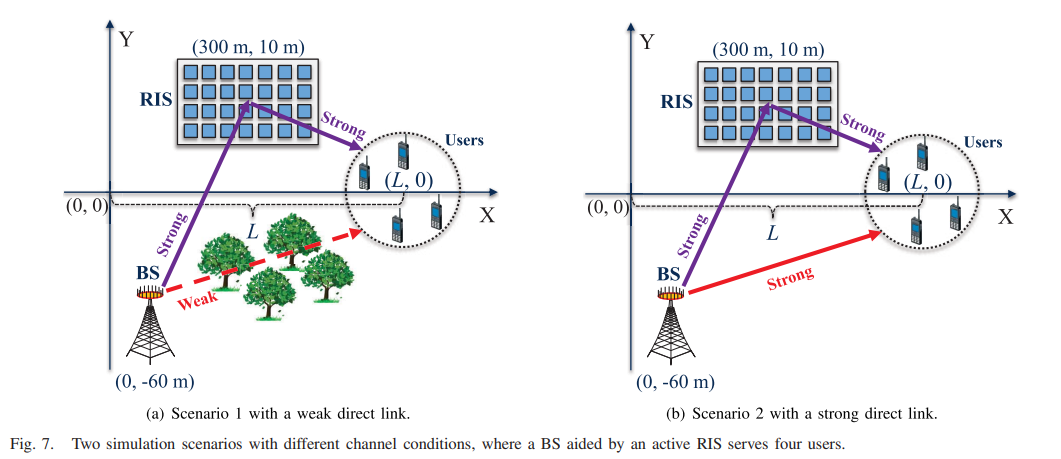 Y
(300 m, 10 m)
RIS
Strong
Users
(L, 0)
(0, 0)
X
L
Strong
BS
Weak
(0, -60 m)
(a) Scenario 1 with a weak direct link.
Y
(300 m, 10 m)
RIS
Strong
Users
(L, 0)
(0, 0)
X
L
Strong
BS
Strong
(0, -60 m)
(b) Scenario 2 with a strong direct link.
Fig. 7. Two simulation scenarios with different channel conditions, where a BS aided by an active RIS serves four users.